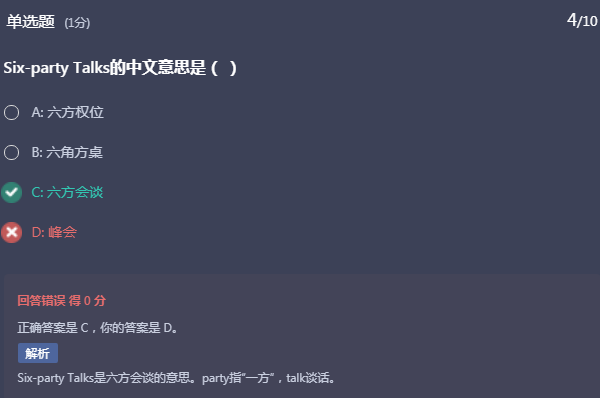 单选题 (1分) 4/10
Six-party Talks的中文意思是（ ）
A: 六方权位
B: 六角方桌
C: 六方会谈
D: 峰会
回答错误 得 0 分
正确答案是 C，你的答案是 D。
解析
Six-party Talks是六方会谈的意思。party指“一方”，talk谈话。